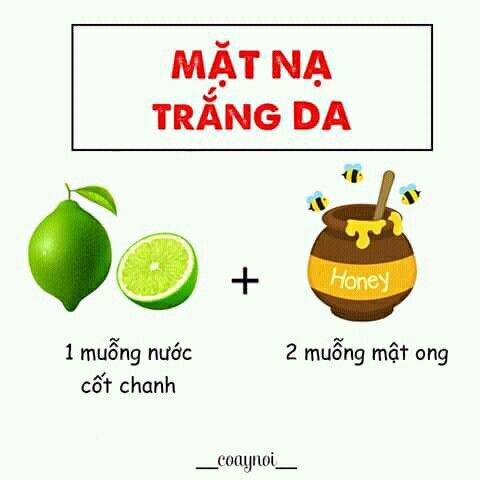 MẶT NẠ
TRẮNG DA
Honey
+
1 muỗng nước
cốt chanh
2 muỗng mật ong
__coaynoi__